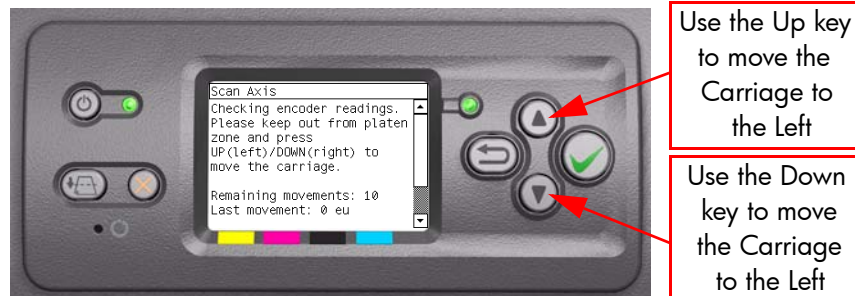 Scan Axis
Checking encoder readings.
Please keep out from platen
zone and press
UP(left)/DOWN(right) to
move the carriage.
Remaining movements: 10
Last movement: 0 eu
Use the Up key
to move the
Carriage to
the Left
Use the Down
key to move
the Carriage
to the Left